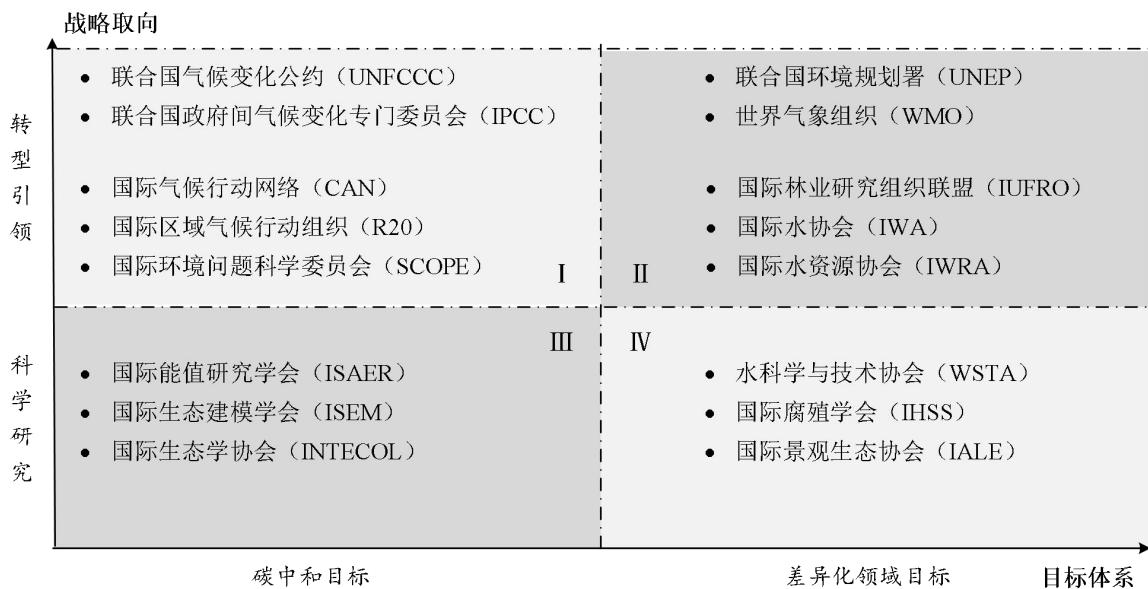 战略取向
转型引领
• 联合国气候变化公约（UNFCCC）
• 联合国政府间气候变化专门委员会（IPCC）
• 国际气候行动网络（CAN）
• 国际区域气候行动组织（R20）
• 国际环境问题科学委员会（SCOPE）
Ⅰ
• 联合国环境规划署（UNEP）
• 世界气象组织（WMO）
• 国际林业研究组织联盟（IUFRO）
• 国际水协会（IWA）
• 国际水资源协会（IWRA）
Ⅱ
科学研究
Ⅲ
• 国际能值研究学会（ISAER）
• 国际生态建模学会（ISEM）
• 国际生态学协会（INTECOL）
Ⅳ
• 水科学与技术协会（WSTA）
• 国际腐殖学会（IHSS）
• 国际景观生态协会（IALE）
碳中和目标
差异化领域目标
目标体系